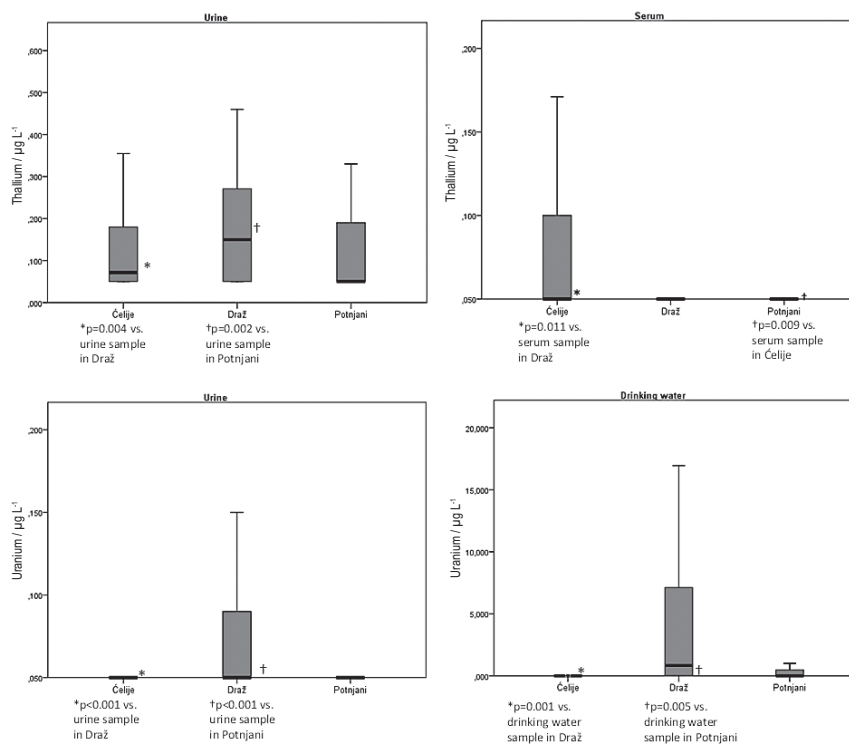 Urine
Thallium / µg L-1
,600
,500
,400
,300
,200
,100
,000
Ćelije
Draž
Potnjani
*
†
*p=0.004 vs.
urine sample
in Draž
†p=0.002 vs.
urine sample
in Potnjani
Serum
Thallium / µg L-1
,200
,150
,100
,050
Ćelije
Draž
Potnjani
*
†
*p=0.011 vs.
serum sample
in Draž
†p=0.009 vs.
serum sample
in Ćelije
Urine
Uranium / µg L-1
,200
,150
,100
,050
Ćelije
Draž
Potnjani
*
†
*p<0.001 vs.
urine sample
in Draž
†p<0.001 vs.
urine sample
in Potnjani
Drinking water
Uranium / µg L-1
20,000
15,000
10,000
5,000
,000
Ćelije
Draž
Potnjani
*
†
*p=0.001 vs.
drinking water
sample in Draž
†p=0.005 vs.
drinking water
sample in Potnjani